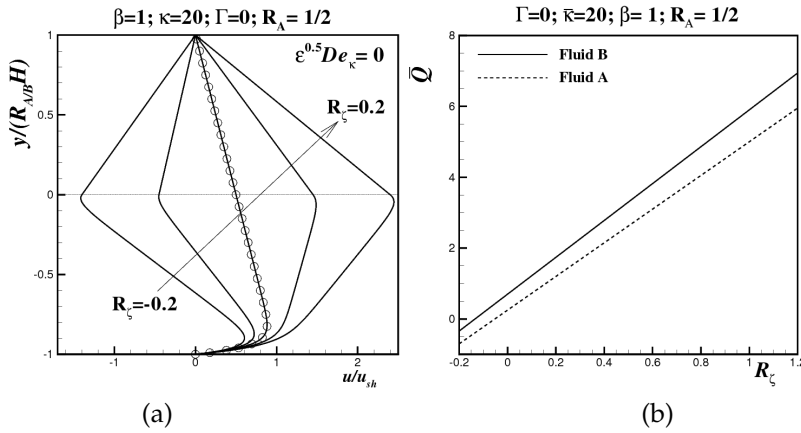 β=1; κ=20; Γ=0; R_A= 1/2
ε^0.5De_κ= 0
R_ζ=0.2
R_ζ=-0.2
y/(R_A/B H)
1
0.5
0
-0.5
-1
0
1
2
u/u_sh
(a)
Γ=0; κ̄=20; β= 1; R_A= 1/2
Fluid B
Fluid A
Q̄
8
6
4
2
0
-0.2
0
0.2
0.4
0.6
0.8
1
1.2
R_ζ
(b)